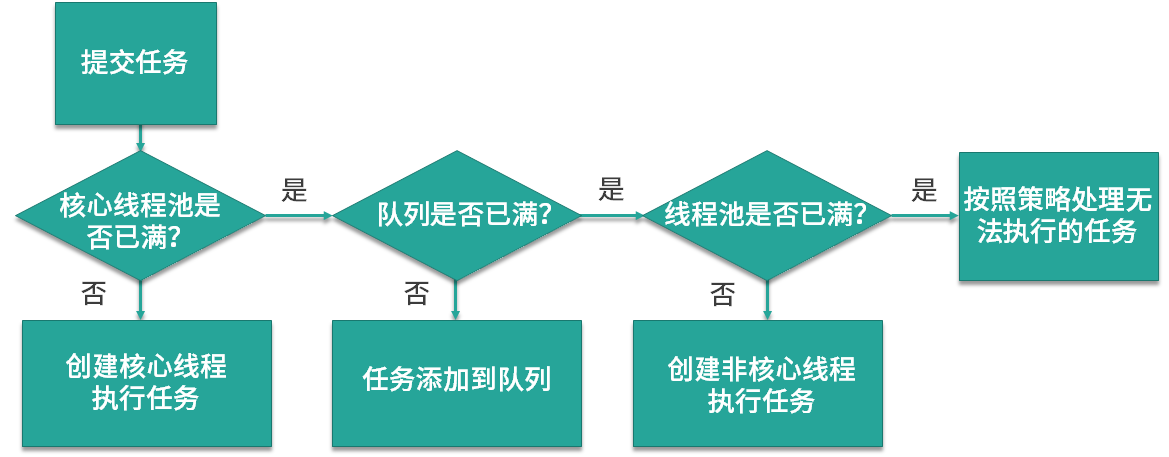 提交任务
核心线程池是
否已满？
是
队列是否已满？
是
线程池是否已满？
是
按照策略处理无
法执行的任务
否
否
否
创建核心线程
执行任务
任务添加到队列
创建非核心线程
执行任务